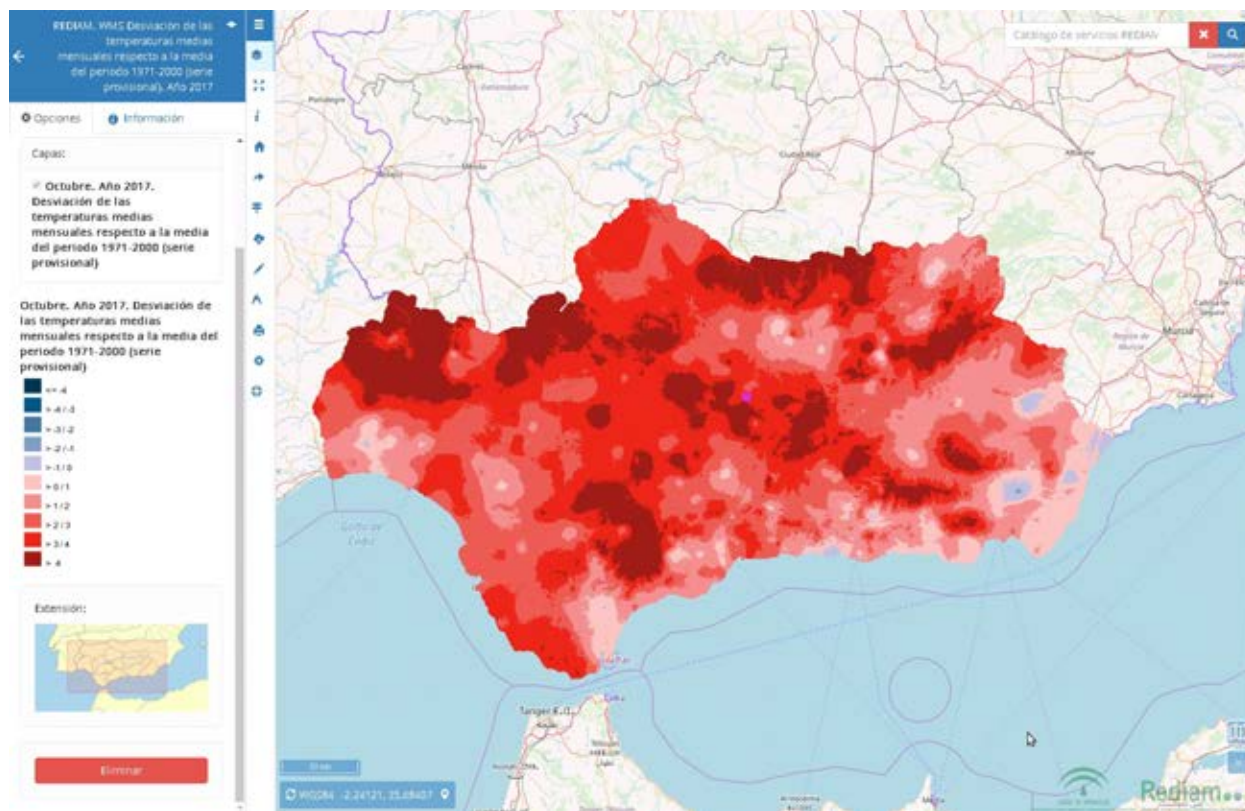 REDIAM. WMS Desviación de las
temperaturas medias
mensuales respecto a la media
del periodo 1971-2000 (serie
provisional). Año 2017
Opciones
Información
Capas:
Octubre. Año 2017.
Desviación de las
temperaturas medias
mensuales respecto a la media
del periodo 1971-2000 (serie
provisional)
Octubre. Año 2017. Desviación de
las temperaturas medias
mensuales respecto a la media del
periodo 1971-2000 (serie
provisional)
<= -4
> -4 / -3
> -3 / -2
> -2 / -1
> -1 / 0
> 0 / 1
> 1 / 2
> 2 / 3
> 3 / 4
> 4
Extensión:
Eliminar
Catálogo de servicios REDIAM
Extremadura
Mérida
Ciudad Real
Albacete
Región de
Murcia
Murcia
Cartagena
Golfo de
Cádiz
Ceuta
Tanger
Melilla
WGS84
Rediam